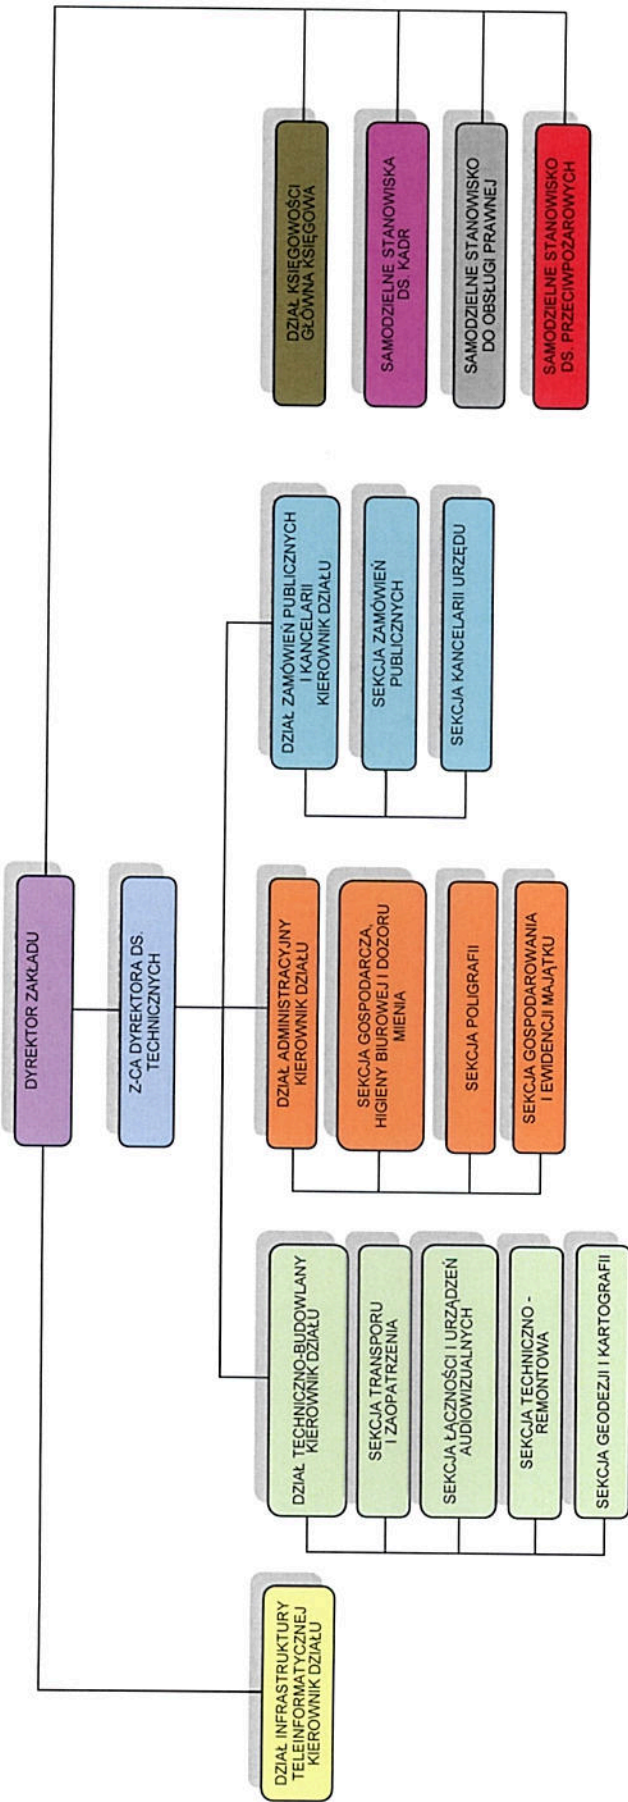 DYREKTOR ZAKŁADU
Z-CA DYREKTORA DS.
TECHNICZNYCH
DZIAŁ INFRASTRUKTURY
TELEINFORMATYCZNEJ
KIEROWNIK DZIAŁU
DZIAŁ TECHNICZNO-BUDOWLANY
KIEROWNIK DZIAŁU
SEKCJA TRANSPORU
I ZAOPATRZENIA
SEKCJA ŁĄCZNOŚCI I URZĄDZEŃ
AUDIOWIZUALNYCH
SEKCJA TECHNICZNO -
REMONTOWA
SEKCJA GEODEZJI I KARTOGRAFII
DZIAŁ ADMINISTRACYJNY
KIEROWNIK DZIAŁU
SEKCJA GOSPODARCZA,
HIGIENY BIUROWEJ I DOZORU
MIENIA
SEKCJA POLIGRAFII
SEKCJA GOSPODAROWANIA
I EWIDENCJI MAJĄTKU
DZIAŁ ZAMÓWIEŃ PUBLICZNYCH
I KANCELARII
KIEROWNIK DZIAŁU
SEKCJA ZAMÓWIEŃ
PUBLICZNYCH
SEKCJA KANCELARII URZĘDU
DZIAŁ KSIĘGOWOŚCI
GŁÓWNA KSIĘGOWA
SAMODZIELNE STANOWISKA
DS. KADR
SAMODZIELNE STANOWISKO
DO OBSŁUGI PRAWNEJ
SAMODZIELNE STANOWISKO
DS. PRZECIWPOŻAROWYCH